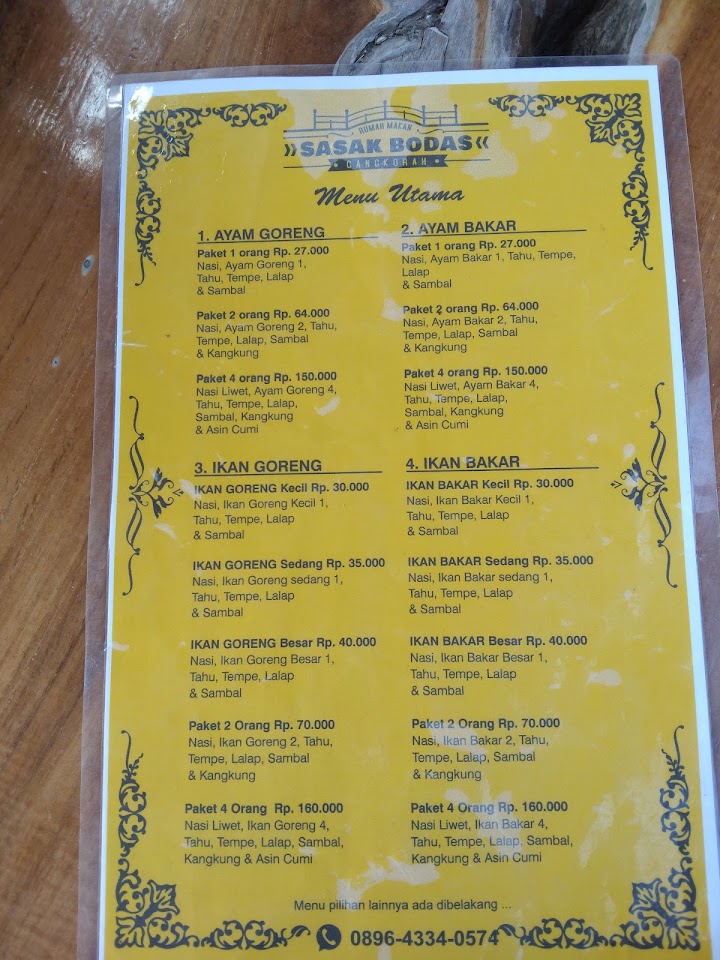 RUMAH MAKAN
SASAK BODAS
CANGKORAH
Menu Utama
1. AYAM GORENG
Paket 1 orang Rp. 27.000
Nasi, Ayam Goreng 1,
Tahu, Tempe, Lalap
& Sambal
Paket 2 orang Rp. 64.000
Nasi, Ayam Goreng 2, Tahu,
Tempe, Lalap, Sambal
& Kangkung
Paket 4 orang Rp. 150.000
Nasi Liwet, Ayam Goreng 4,
Tahu, Tempe, Lalap,
Sambal, Kangkung
& Asin Cumi
2. AYAM BAKAR
Paket 1 orang Rp. 27.000
Nasi, Ayam Bakar 1, Tahu, Tempe,
Lalap
& Sambal
Paket 2 orang Rp. 64.000
Nasi, Ayam Bakar 2, Tahu,
Tempe, Lalap, Sambal
& Kangkung
Paket 4 orang Rp. 150.000
Nasi Liwet, Ayam Bakar 4,
Tahu, Tempe, Lalap,
Sambal, Kangkung
& Asin Cumi
3. IKAN GORENG
IKAN GORENG Kecil Rp. 30.000
Nasi, Ikan Goreng Kecil 1,
Tahu, Tempe, Lalap
& Sambal
IKAN GORENG Sedang Rp. 35.000
Nasi, Ikan Goreng sedang 1,
Tahu, Tempe, Lalap
& Sambal
IKAN GORENG Besar Rp. 40.000
Nasi, Ikan Goreng Besar 1,
Tahu, Tempe, Lalap
& Sambal
Paket 2 Orang Rp. 70.000
Nasi, Ikan Goreng 2, Tahu,
Tempe, Lalap, Sambal
& Kangkung
Paket 4 Orang Rp. 160.000
Nasi Liwet, Ikan Goreng 4,
Tahu, Tempe, Lalap, Sambal,
Kangkung & Asin Cumi
4. IKAN BAKAR
IKAN BAKAR Kecil Rp. 30.000
Nasi, Ikan Bakar Kecil 1,
Tahu, Tempe, Lalap
& Sambal
IKAN BAKAR Sedang Rp. 35.000
Nasi, Ikan Bakar sedang 1,
Tahu, Tempe, Lalap
& Sambal
IKAN BAKAR Besar Rp. 40.000
Nasi, Ikan Bakar Besar 1,
Tahu, Tempe, Lalap
& Sambal
Paket 2 Orang Rp. 70.000
Nasi, Ikan Bakar 2, Tahu,
Tempe, Lalap, Sambal
& Kangkung
Paket 4 Orang Rp. 160.000
Nasi Liwet, Ikan Bakar 4,
Tahu, Tempe, Lalap, Sambal,
Kangkung & Asin Cumi
Menu pilihan lainnya ada dibelakang ...
0896-4334-0574